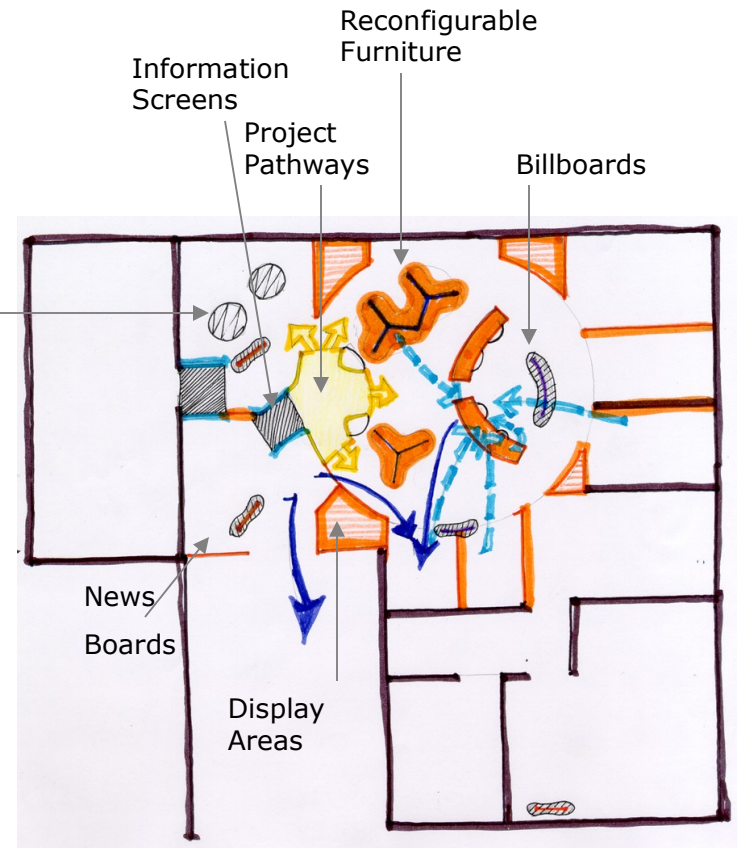 Reconfigurable
Furniture
Information
Screens
Project
Pathways
Billboards
News
Boards
Display
Areas